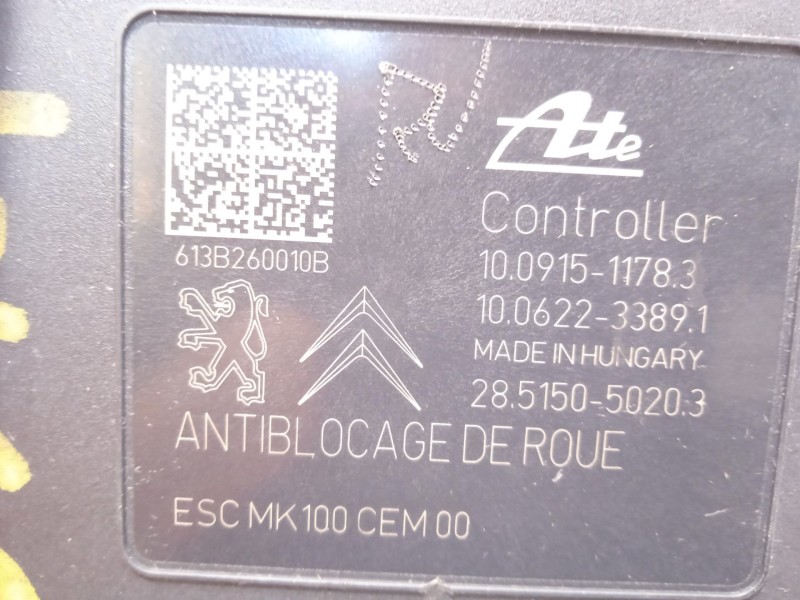 613B260010B
Ate
Controller
10.0915-1178.3
10.0622-3389.1
MADE IN HUNGARY
28.5150-5020.3
ANTIBLOCAGE DE ROUE
ESC MK100 CEM 00